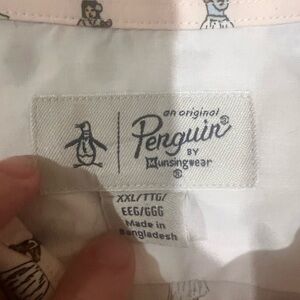 an original
Penguin®
BY
Munsingwear
®
XXL/TTG/
EEG/GGG
Made in
Bangladesh